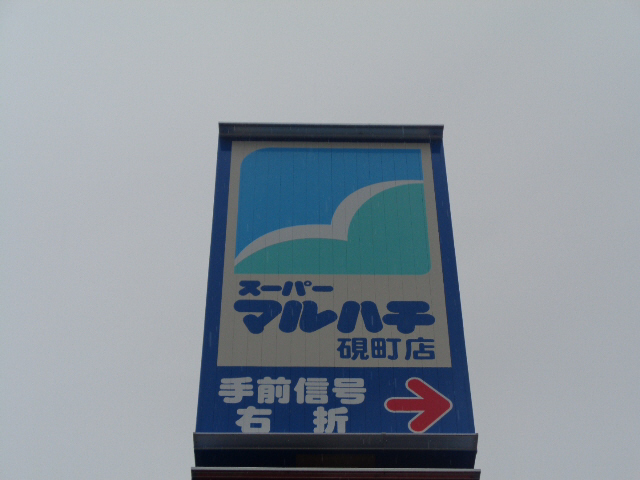 スーパー
マルハチ
硯町店
手前信号
右折